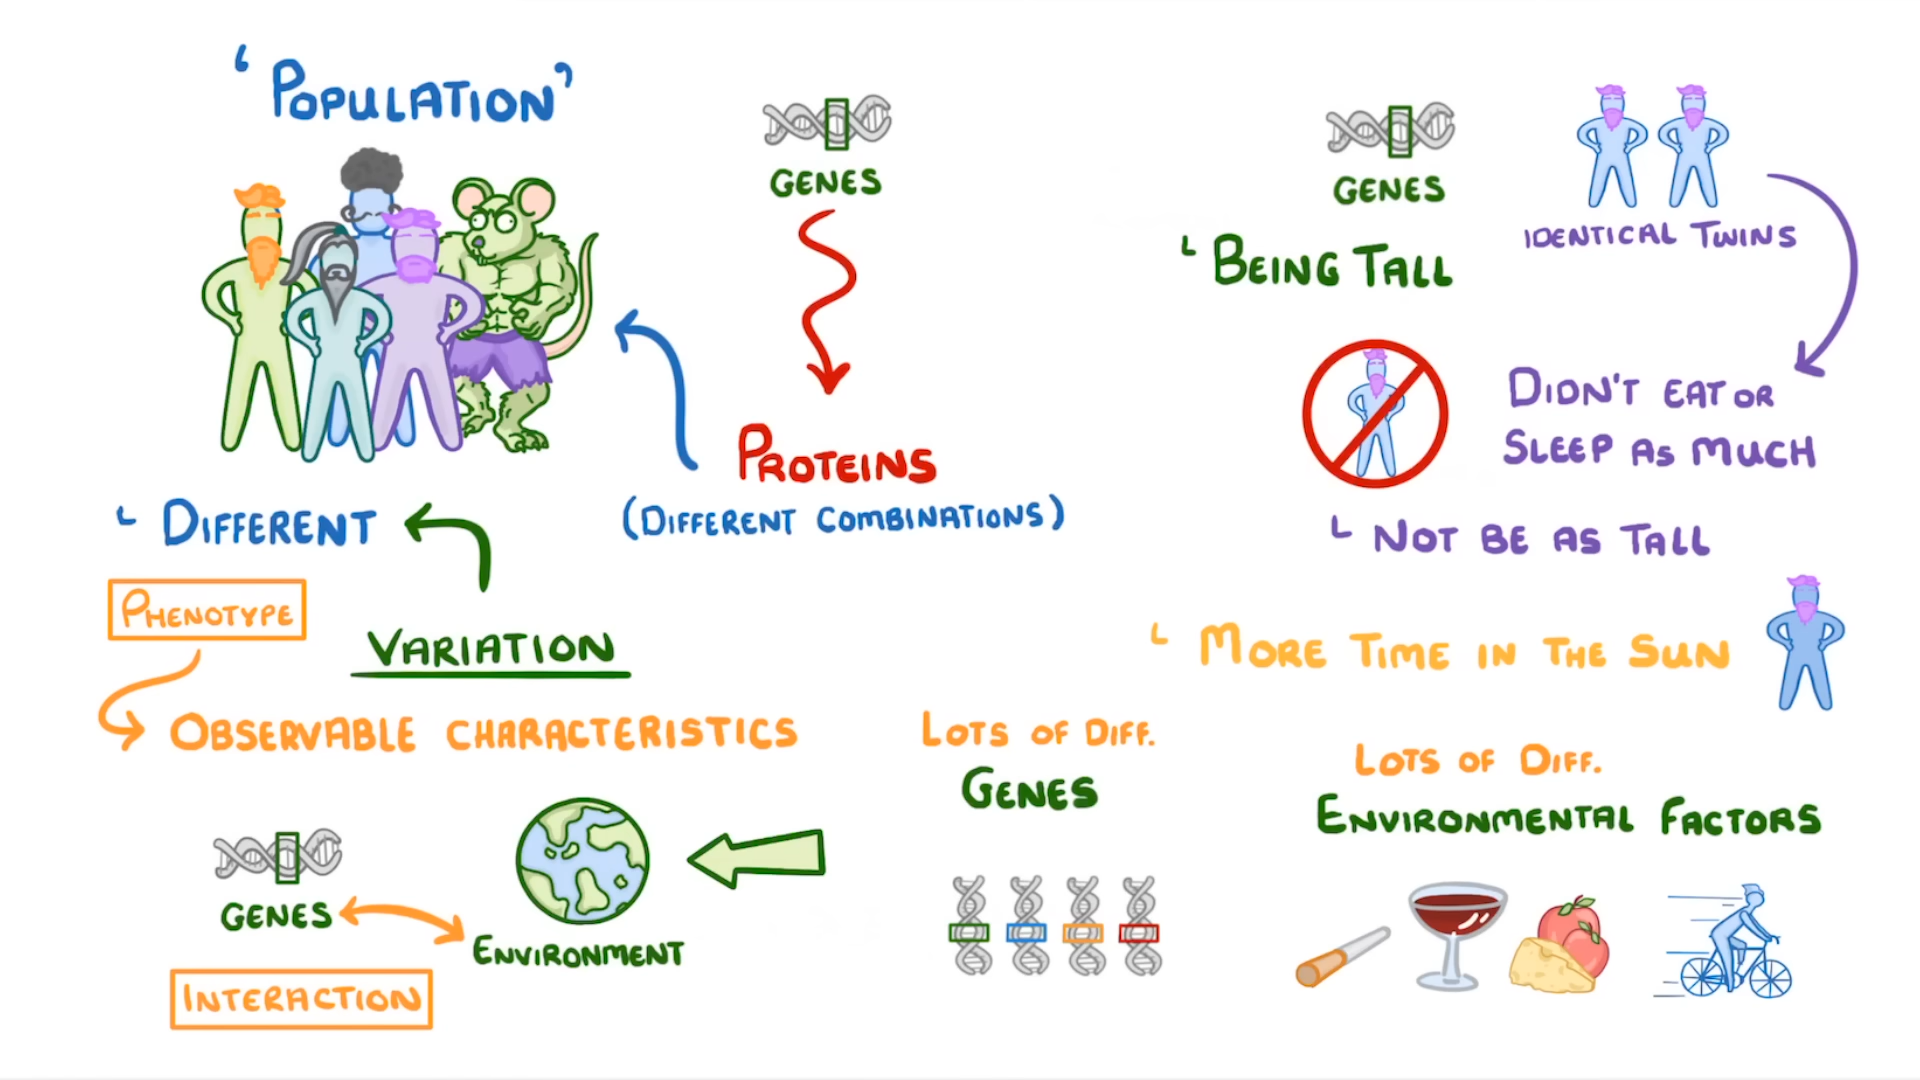 ‘Population’
Genes
Proteins
(Different combinations)
Different
Variation
Phenotype
Observable characteristics
Genes
Environment
Interaction
Lots of Diff.
Genes
Genes
Identical Twins
Being Tall
Didn't eat or
sleep as much
Not be as tall
More time in the sun
Lots of Diff.
Environmental Factors